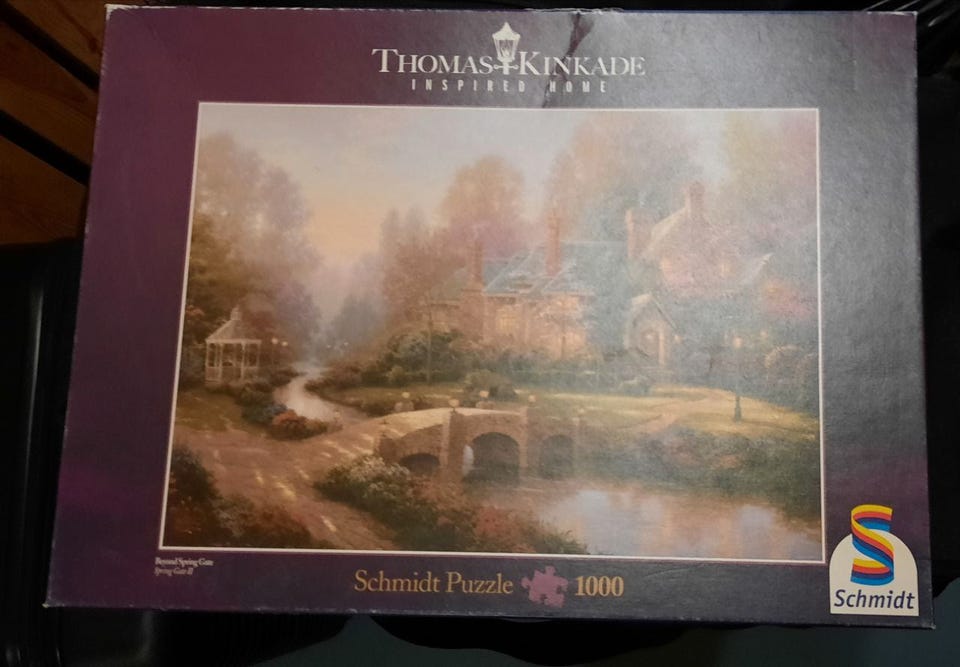 THOMAS KINKADE
INSPIRED HOME
Beyond Spring Gate
Spring Gate II
Schmidt Puzzle 1000
Schmidt